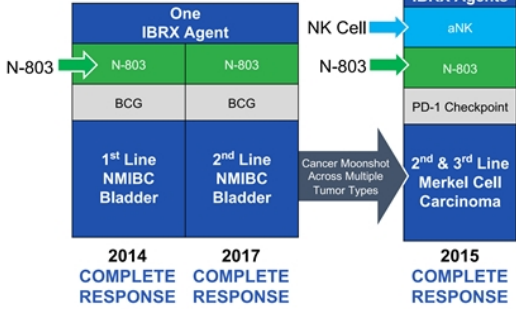 One
IBRX Agent
N-803
N-803
N-803
BCG
BCG
1st Line
NMIBC
Bladder
2nd Line
NMIBC
Bladder
2014
COMPLETE
RESPONSE
2017
COMPLETE
RESPONSE
Cancer Moonshot
Across Multiple
Tumor Types
IBRX Agents
NK Cell
aNK
N-803
N-803
PD-1 Checkpoint
2nd & 3rd Line
Merkel Cell
Carcinoma
2015
COMPLETE
RESPONSE